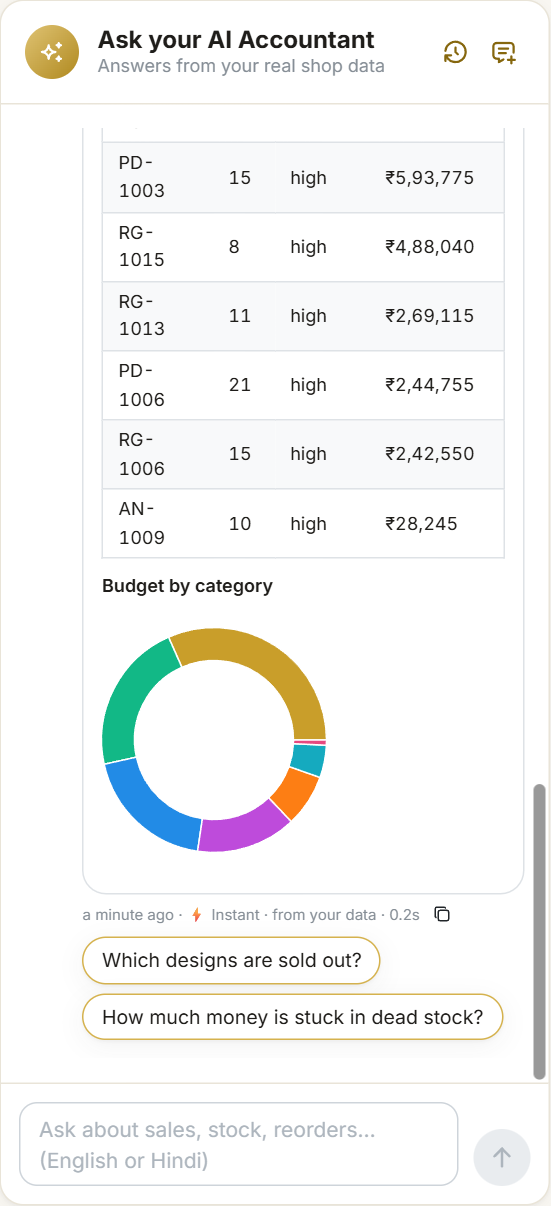 Ask your AI Accountant
Answers from your real shop data
PD-
1003
15
high
₹5,93,775
RG-
1015
8
high
₹4,88,040
RG-
1013
11
high
₹2,69,115
PD-
1006
21
high
₹2,44,755
RG-
1006
15
high
₹2,42,550
AN-
1009
10
high
₹28,245
Budget by category
a minute ago · Instant · from your data · 0.2s
Which designs are sold out?
How much money is stuck in dead stock?
Ask about sales, stock, reorders...
(English or Hindi)